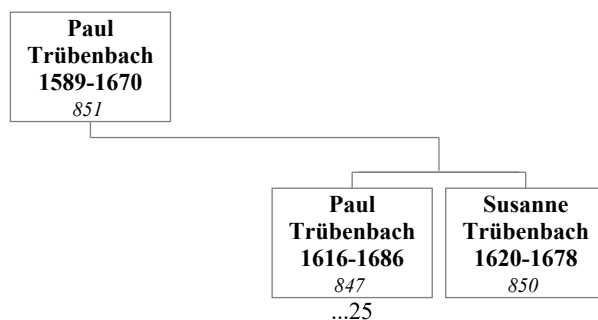 Paul
Trübenbach
1589-1670
851
Paul
Trübenbach
1616-1686
847
...25
Susanne
Trübenbach
1620-1678
850